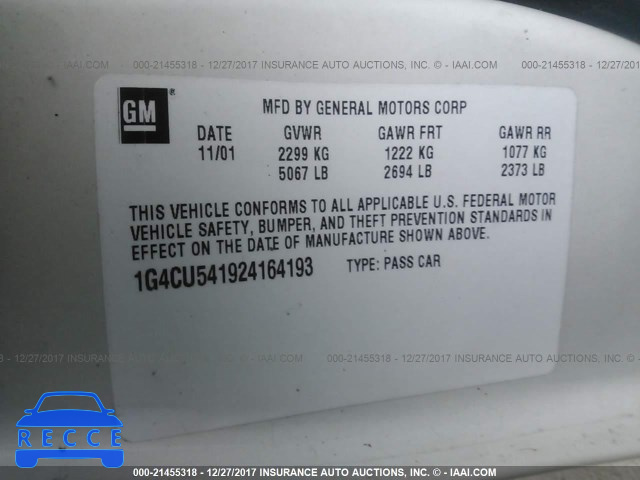 000-21455318 - 12/27/2017 INSURANCE AUTO AUCTIONS, INC. © - IAAI.COM
GM ®
MFD BY GENERAL MOTORS CORP
DATE GVWR GAWR FRT GAWR RR
11/01 2299 KG 1222 KG 1077 KG
5067 LB 2694 LB 2373 LB
THIS VEHICLE CONFORMS TO ALL APPLICABLE U.S. FEDERAL MOTOR
VEHICLE SAFETY, BUMPER, AND THEFT PREVENTION STANDARDS IN
EFFECT ON THE DATE OF MANUFACTURE SHOWN ABOVE.
1G4CU541924164193 TYPE: PASS CAR
000-21455318 - 12/27/2017 INSURANCE AUTO AUCTIONS, INC. © - IAAI.COM
RECCE
000-21455318 - 12/27/2017 INSURANCE AUTO AUCTIONS, INC. © - IAAI.COM